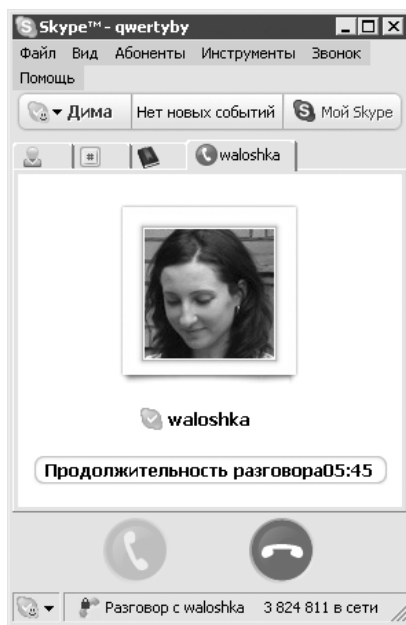 Skype™ - qwertyby
Файл Вид Абоненты Инструменты Звонок
Помощь
Дима Нет новых событий Мой Skype
waloshka
waloshka
Продолжительность разговора05:45
Разговор с waloshka 3 824 811 в сети